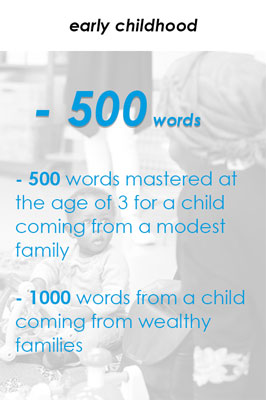 early childhood
- 500 words
- 500 words mastered at
the age of 3 for a child
coming from a modest
family
- 1000 words from a child
coming from wealthy
families